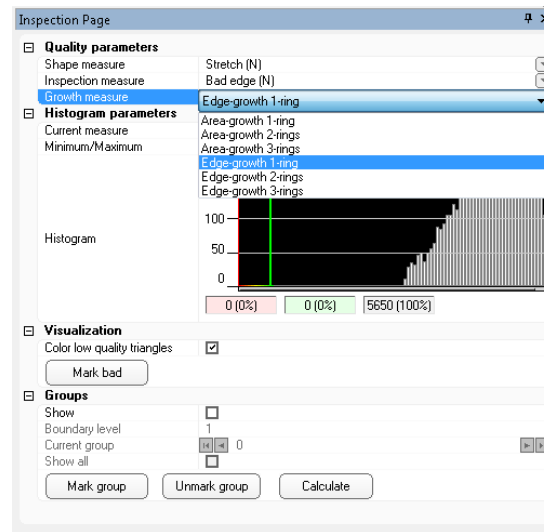 Inspection Page
Quality parameters
Shape measure Stretch (N)
Inspection measure Bad edge (N)
Growth measure Edge-growth 1-ring
Histogram parameters
Area-growth 1-ring
Current measure Area-growth 2-rings
Minimum/Maximum Area-growth 3-rings
Edge-growth 1-ring
Edge-growth 2-rings
Edge-growth 3-rings
100
Histogram
50
0
0 (0%) 0 (0%) 5650 (100%)
Visualization
Color low quality triangles
Mark bad
Groups
Show
Boundary level 1
Current group 0
Show all
Mark group Unmark group Calculate